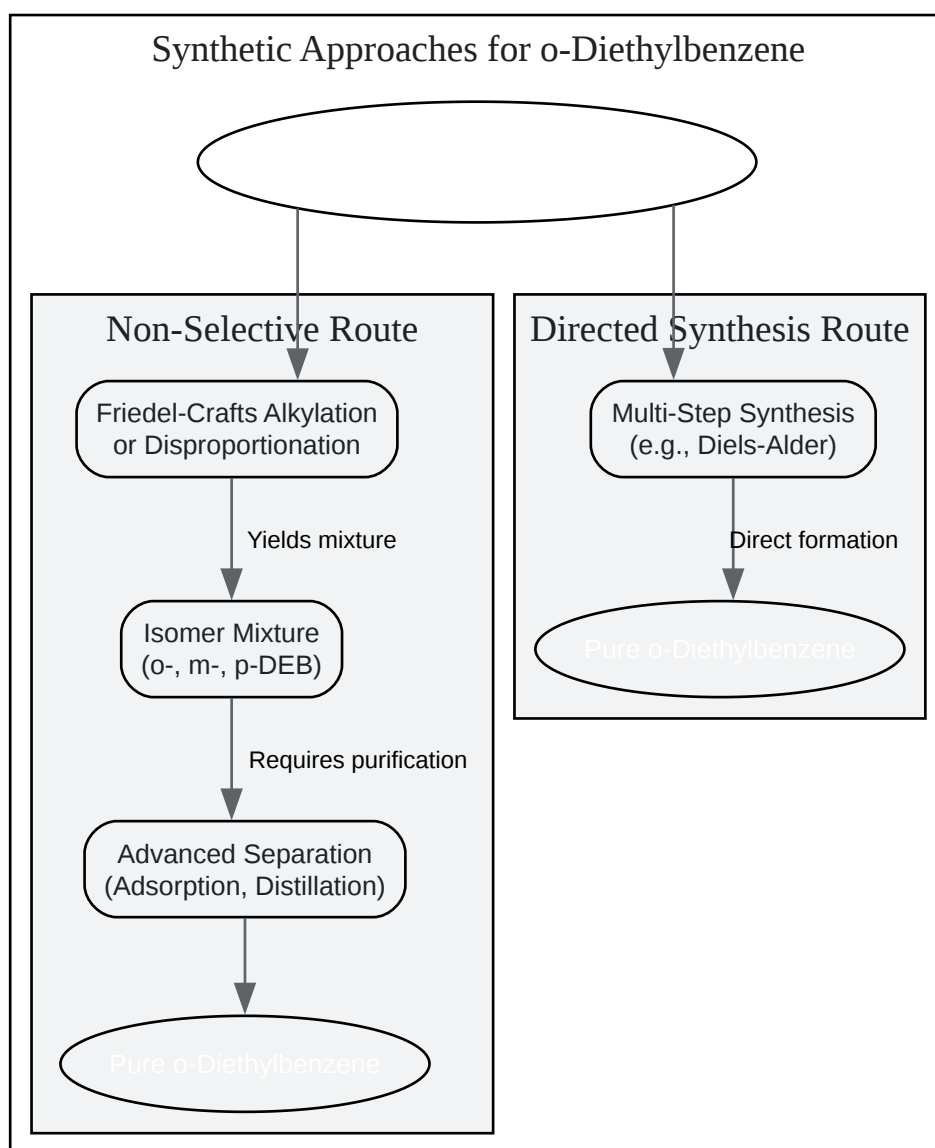 Synthetic Approaches for o-Diethylbenzene
Non-Selective Route
Friedel-Crafts Alkylation
or Disproportionation
Yields mixture
Isomer Mixture
(o-, m-, p-DEB)
Requires purification
Advanced Separation
(Adsorption, Distillation)
Pure o-Diethylbenzene
Directed Synthesis Route
Multi-Step Synthesis
(e.g., Diels-Alder)
Direct formation
Pure o-Diethylbenzene